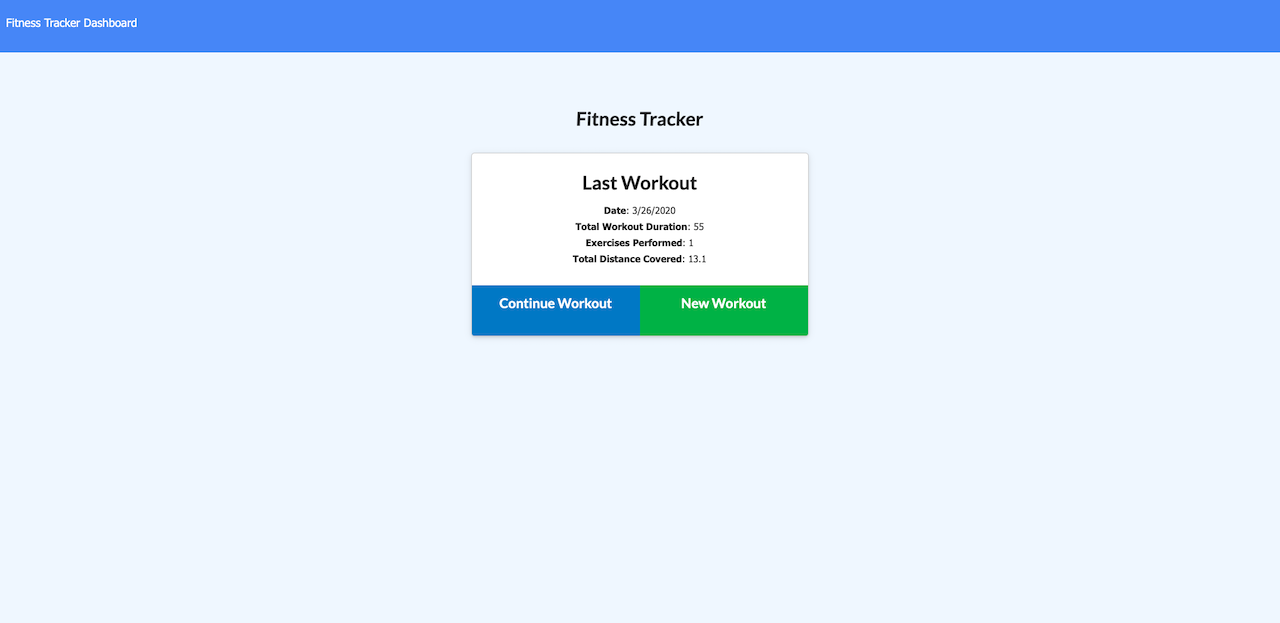 Fitness Tracker Dashboard
Fitness Tracker
Last Workout
Date: 3/26/2020
Total Workout Duration: 55
Exercises Performed: 1
Total Distance Covered: 13.1
Continue Workout
New Workout